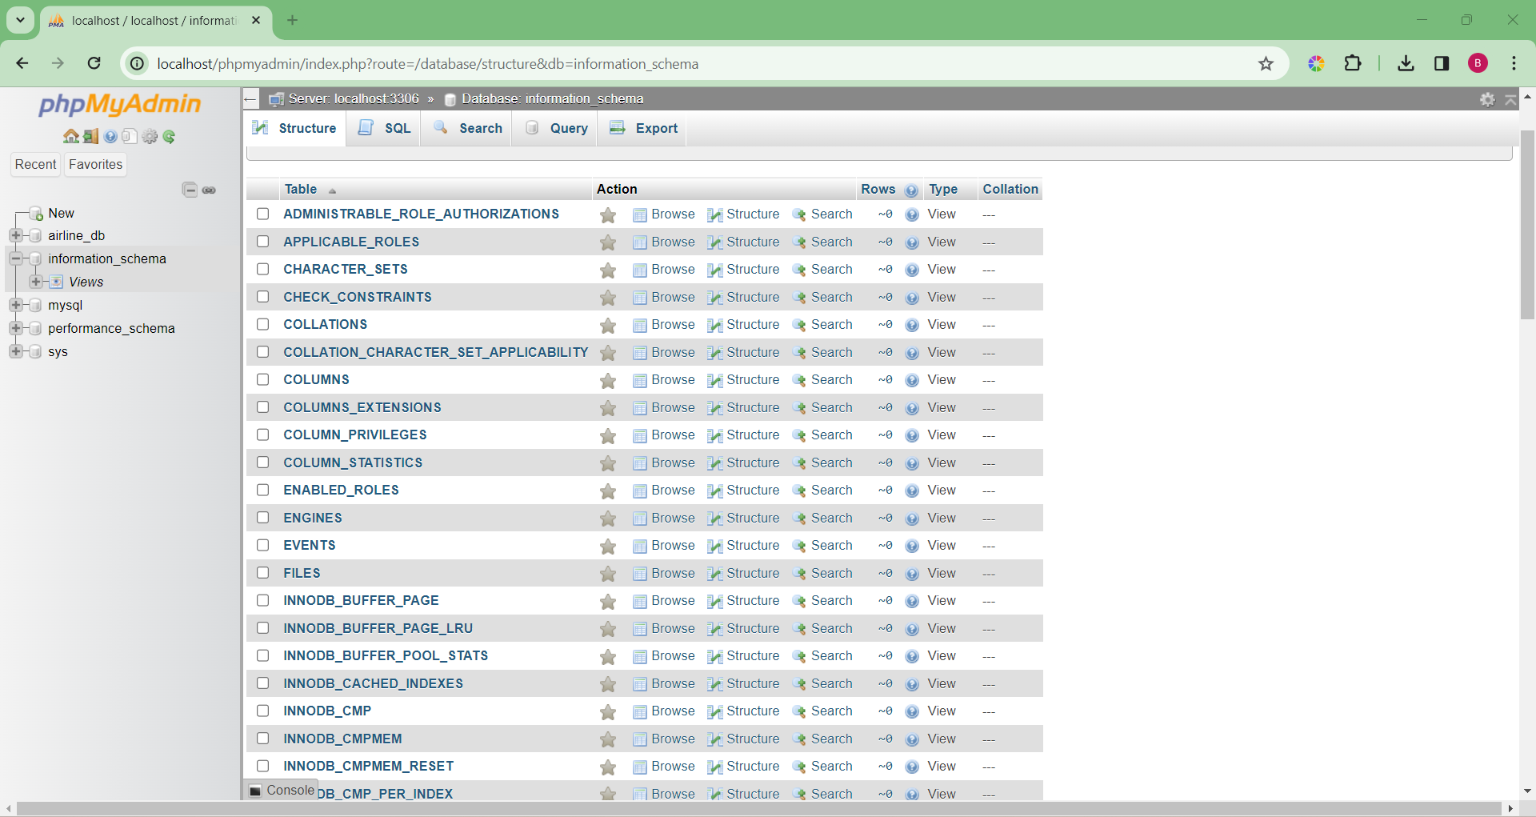 localhost / localhost / informati
localhost/phpmyadmin/index.php?route=/database/structure&db=information_schema
B
phpMyAdmin
Recent
Favorites
New
airline_db
information_schema
Views
mysql
performance_schema
sys
Server: localhost:3306 » Database: information_schema
Structure SQL Search Query Export
Table Action Rows Type Collation
ADMINISTRABLE_ROLE_AUTHORIZATIONS Browse Structure Search ~0 View ---
APPLICABLE_ROLES Browse Structure Search ~0 View ---
CHARACTER_SETS Browse Structure Search ~0 View ---
CHECK_CONSTRAINTS Browse Structure Search ~0 View ---
COLLATIONS Browse Structure Search ~0 View ---
COLLATION_CHARACTER_SET_APPLICABILITY Browse Structure Search ~0 View ---
COLUMNS Browse Structure Search ~0 View ---
COLUMNS_EXTENSIONS Browse Structure Search ~0 View ---
COLUMN_PRIVILEGES Browse Structure Search ~0 View ---
COLUMN_STATISTICS Browse Structure Search ~0 View ---
ENABLED_ROLES Browse Structure Search ~0 View ---
ENGINES Browse Structure Search ~0 View ---
EVENTS Browse Structure Search ~0 View ---
FILES Browse Structure Search ~0 View ---
INNODB_BUFFER_PAGE Browse Structure Search ~0 View ---
INNODB_BUFFER_PAGE_LRU Browse Structure Search ~0 View ---
INNODB_BUFFER_POOL_STATS Browse Structure Search ~0 View ---
INNODB_CACHED_INDEXES Browse Structure Search ~0 View ---
INNODB_CMP Browse Structure Search ~0 View ---
INNODB_CMPMEM Browse Structure Search ~0 View ---
INNODB_CMPMEM_RESET Browse Structure Search ~0 View ---
Console
DB_CMP_PER_INDEX Browse Structure Search ~0 View ---